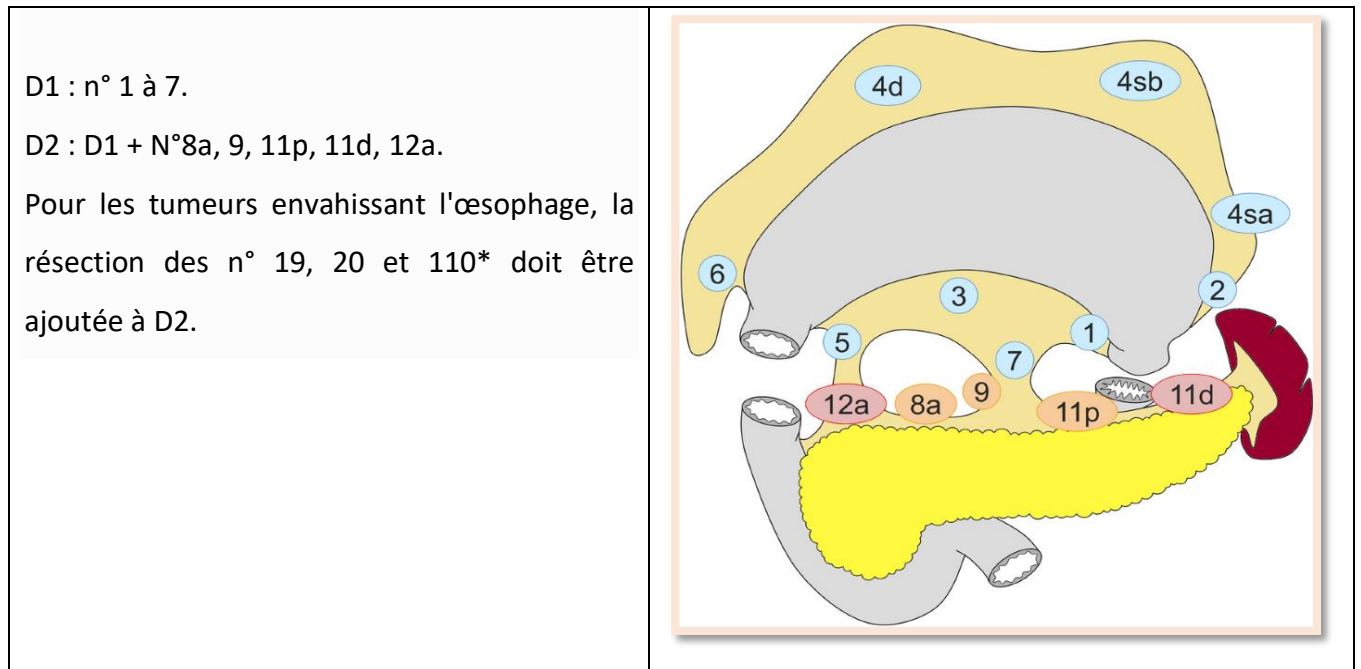 D1 : n° 1 à 7.
D2 : D1 + N°8a, 9, 11p, 11d, 12a.
Pour les tumeurs envahissant l'œsophage, la
résection des n° 19, 20 et 110* doit être
ajoutée à D2.
4d
4sb
4sa
6
3
2
5
1
7
12a
8a
9
11p
11d